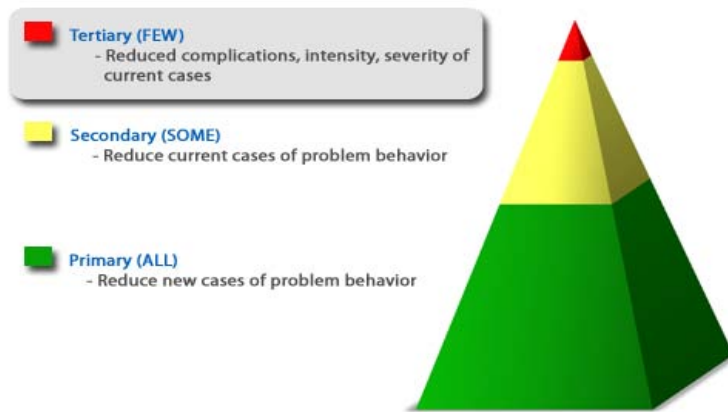 Tertiary (FEW)
- Reduced complications, intensity, severity of
current cases
Secondary (SOME)
- Reduce current cases of problem behavior
Primary (ALL)
- Reduce new cases of problem behavior